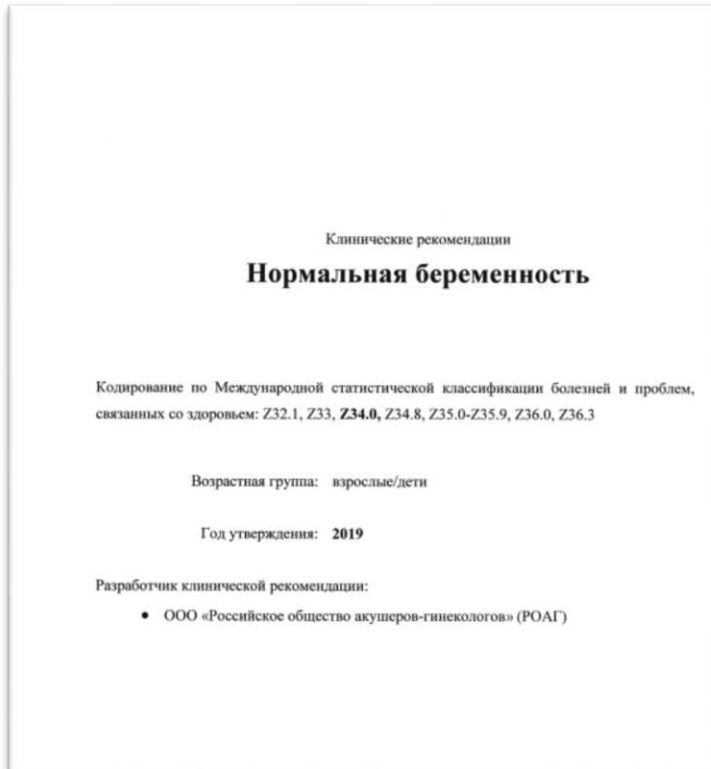 Клинические рекомендации
Нормальная беременность
Кодирование по Международной статистической классификации болезней и проблем,
связанных со здоровьем: Z32.1, Z33, Z34.0, Z34.8, Z35.0-Z35.9, Z36.0, Z36.3
Возрастная группа: взрослые/дети
Год утверждения: 2019
Разработчик клинической рекомендации:
• ООО «Российское общество акушеров-гинекологов» (РОАГ)